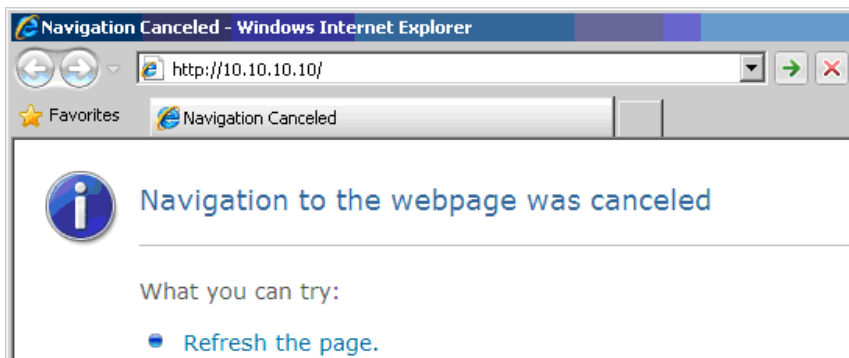 Navigation Canceled - Windows Internet Explorer
http://10.10.10.10/
Favorites
Navigation Canceled
Navigation to the webpage was canceled
What you can try:
Refresh the page.